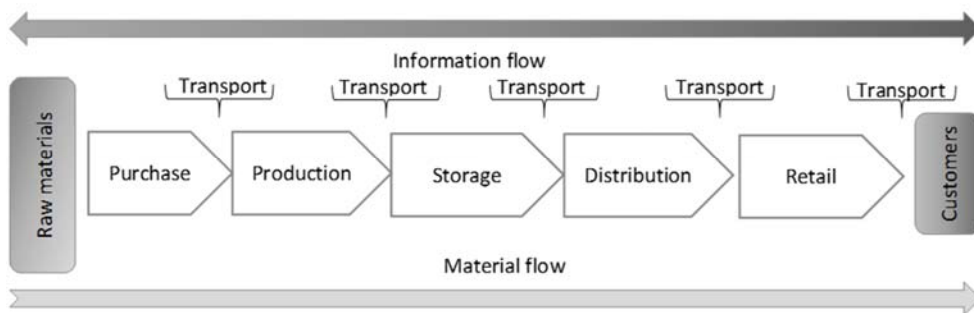 Information flow
Transport Transport Transport Transport Transport
Raw materials
Purchase Production Storage Distribution Retail
Customers
Material flow